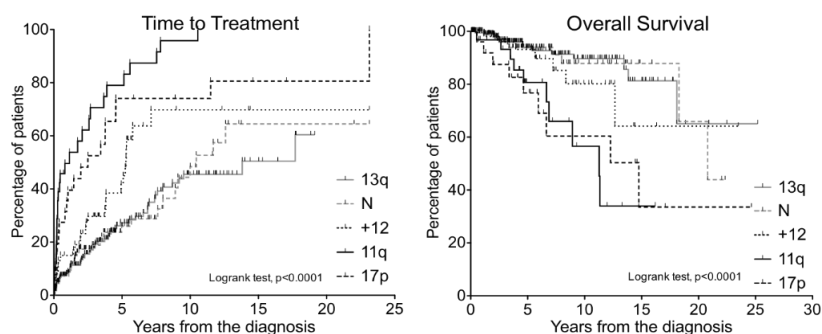 Time to Treatment
Percentage of patients
100
80
60
40
20
0
0 5 10 15 20 25
Years from the diagnosis
13q
N
+12
11q
17p
Logrank test, p<0.0001
Overall Survival
Percentage of patients
100
80
60
40
20
0
0 5 10 15 20 25 30
Years from the diagnosis
13q
N
+12
11q
17p
Logrank test, p<0.0001